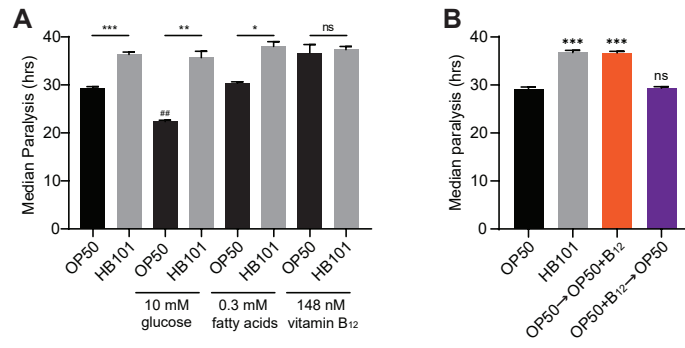 A
Median Paralysis (hrs)
40
30
20
10
0
***
**
*
ns
##
OP50
HB101
OP50
HB101
OP50
HB101
OP50
HB101
10 mM
glucose
0.3 mM
fatty acids
148 nM
vitamin B₁₂
B
Median paralysis (hrs)
40
30
20
10
0
***
***
ns
OP50
HB101
OP50→OP50+B₁₂
OP50+B₁₂→OP50